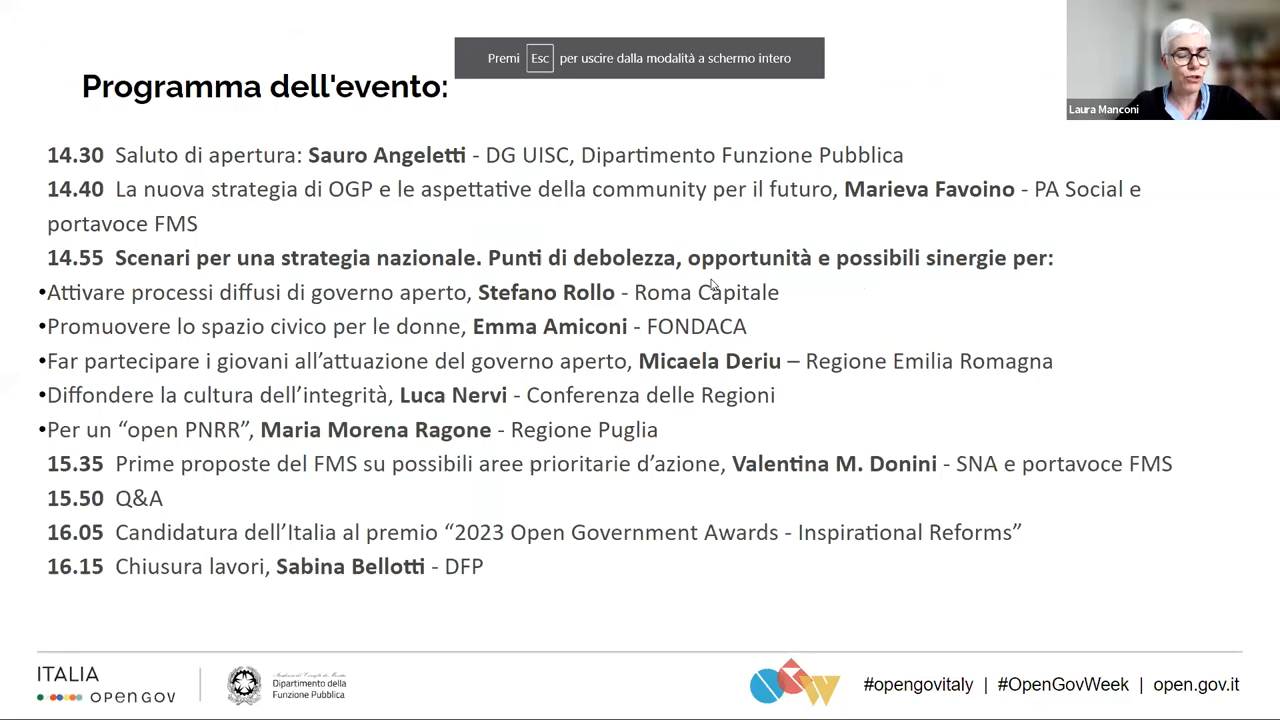 Premi Esc per uscire dalla modalità a schermo intero
Laura Manconi
Programma dell'evento:
14.30 Saluto di apertura: Sauro Angeletti - DG UISC, Dipartimento Funzione Pubblica
14.40 La nuova strategia di OGP e le aspettative della community per il futuro, Marieva Favoino - PA Social e
portavoce FMS
14.55 Scenari per una strategia nazionale. Punti di debolezza, opportunità e possibili sinergie per:
•Attivare processi diffusi di governo aperto, Stefano Rollo - Roma Capitale
•Promuovere lo spazio civico per le donne, Emma Amiconi - FONDACA
•Far partecipare i giovani all’attuazione del governo aperto, Micaela Deriu – Regione Emilia Romagna
•Diffondere la cultura dell’integrità, Luca Nervi - Conferenza delle Regioni
•Per un “open PNRR”, Maria Morena Ragone - Regione Puglia
15.35 Prime proposte del FMS su possibili aree prioritarie d’azione, Valentina M. Donini - SNA e portavoce FMS
15.50 Q&A
16.05 Candidatura dell’Italia al premio “2023 Open Government Awards - Inspirational Reforms”
16.15 Chiusura lavori, Sabina Bellotti - DFP
ITALIA
open gov
Dipartimento della
Funzione Pubblica
OGW
#opengovitaly | #OpenGovWeek | open.gov.it